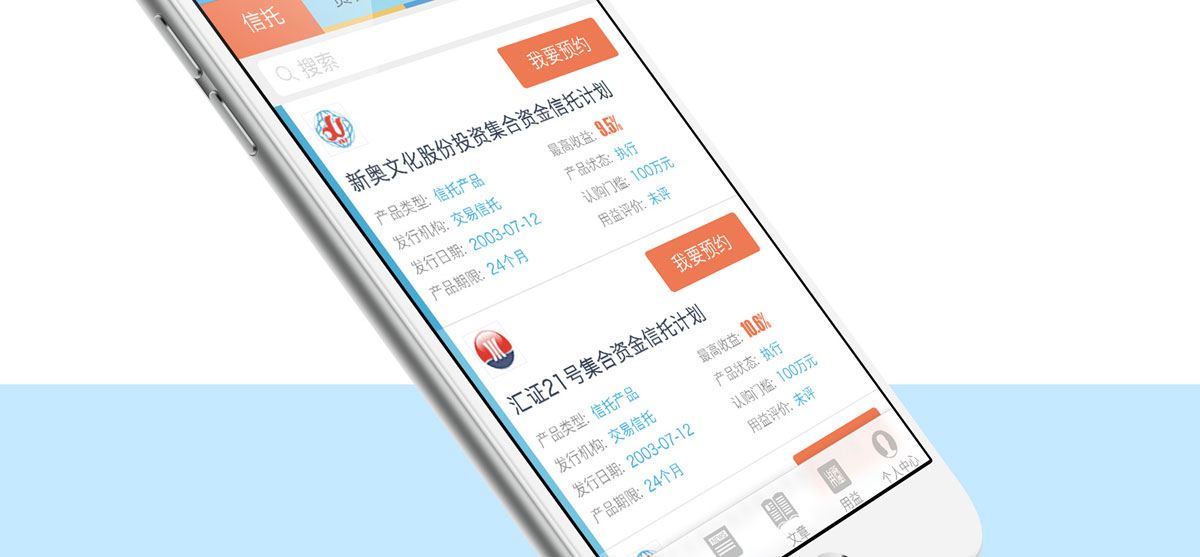 信托
搜索
我要预约
新奥文化股份投资集合资金信托计划
产品类型: 信托产品
最高收益: 9.5%
发行机构: 交易信托
产品状态: 执行
发行日期: 2003-07-12
认购门槛: 100万元
产品期限: 24个月
用益评价: 未评
我要预约
汇证21号集合资金信托计划
产品类型: 信托产品
最高收益: 10.6%
发行机构: 交易信托
产品状态: 执行
发行日期: 2003-07-12
认购门槛: 100万元
产品期限: 24个月
用益评价: 未评
文章
用益
个人中心